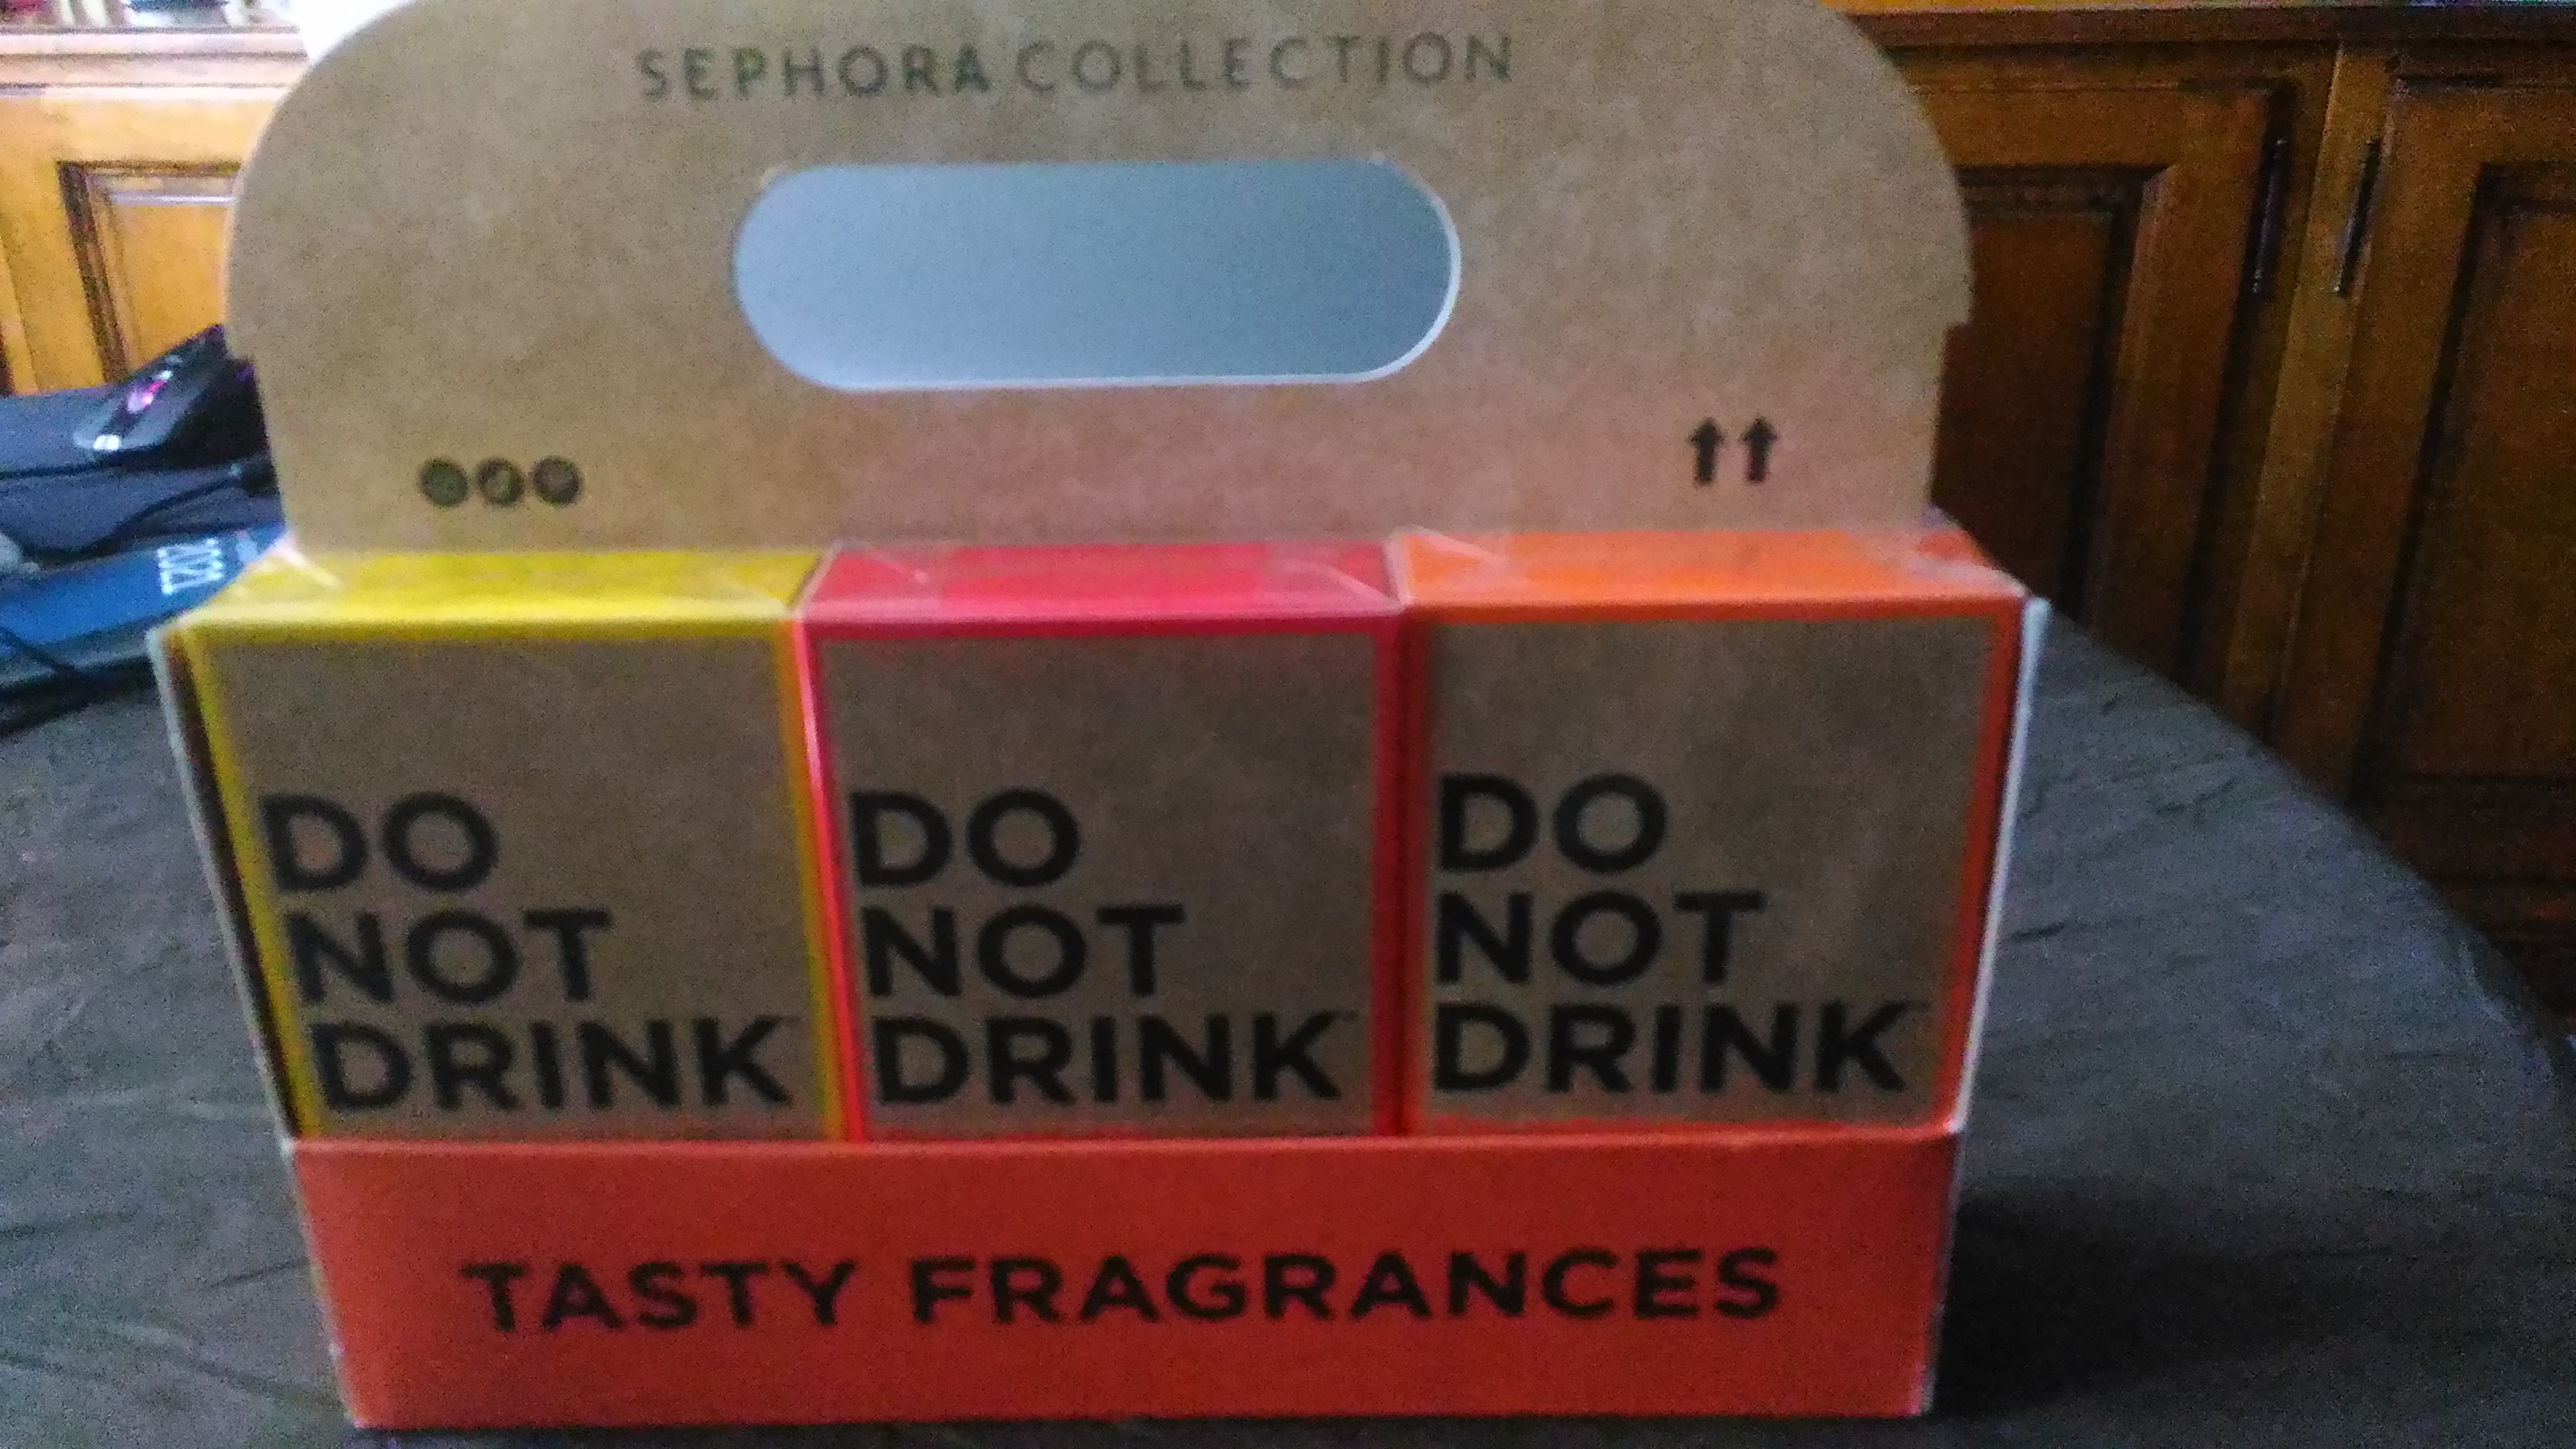 SEPHORA COLLECTION
DO
NOT
DRINK
DO
NOT
DRINK
DO
NOT
DRINK
TASTY FRAGRANCES